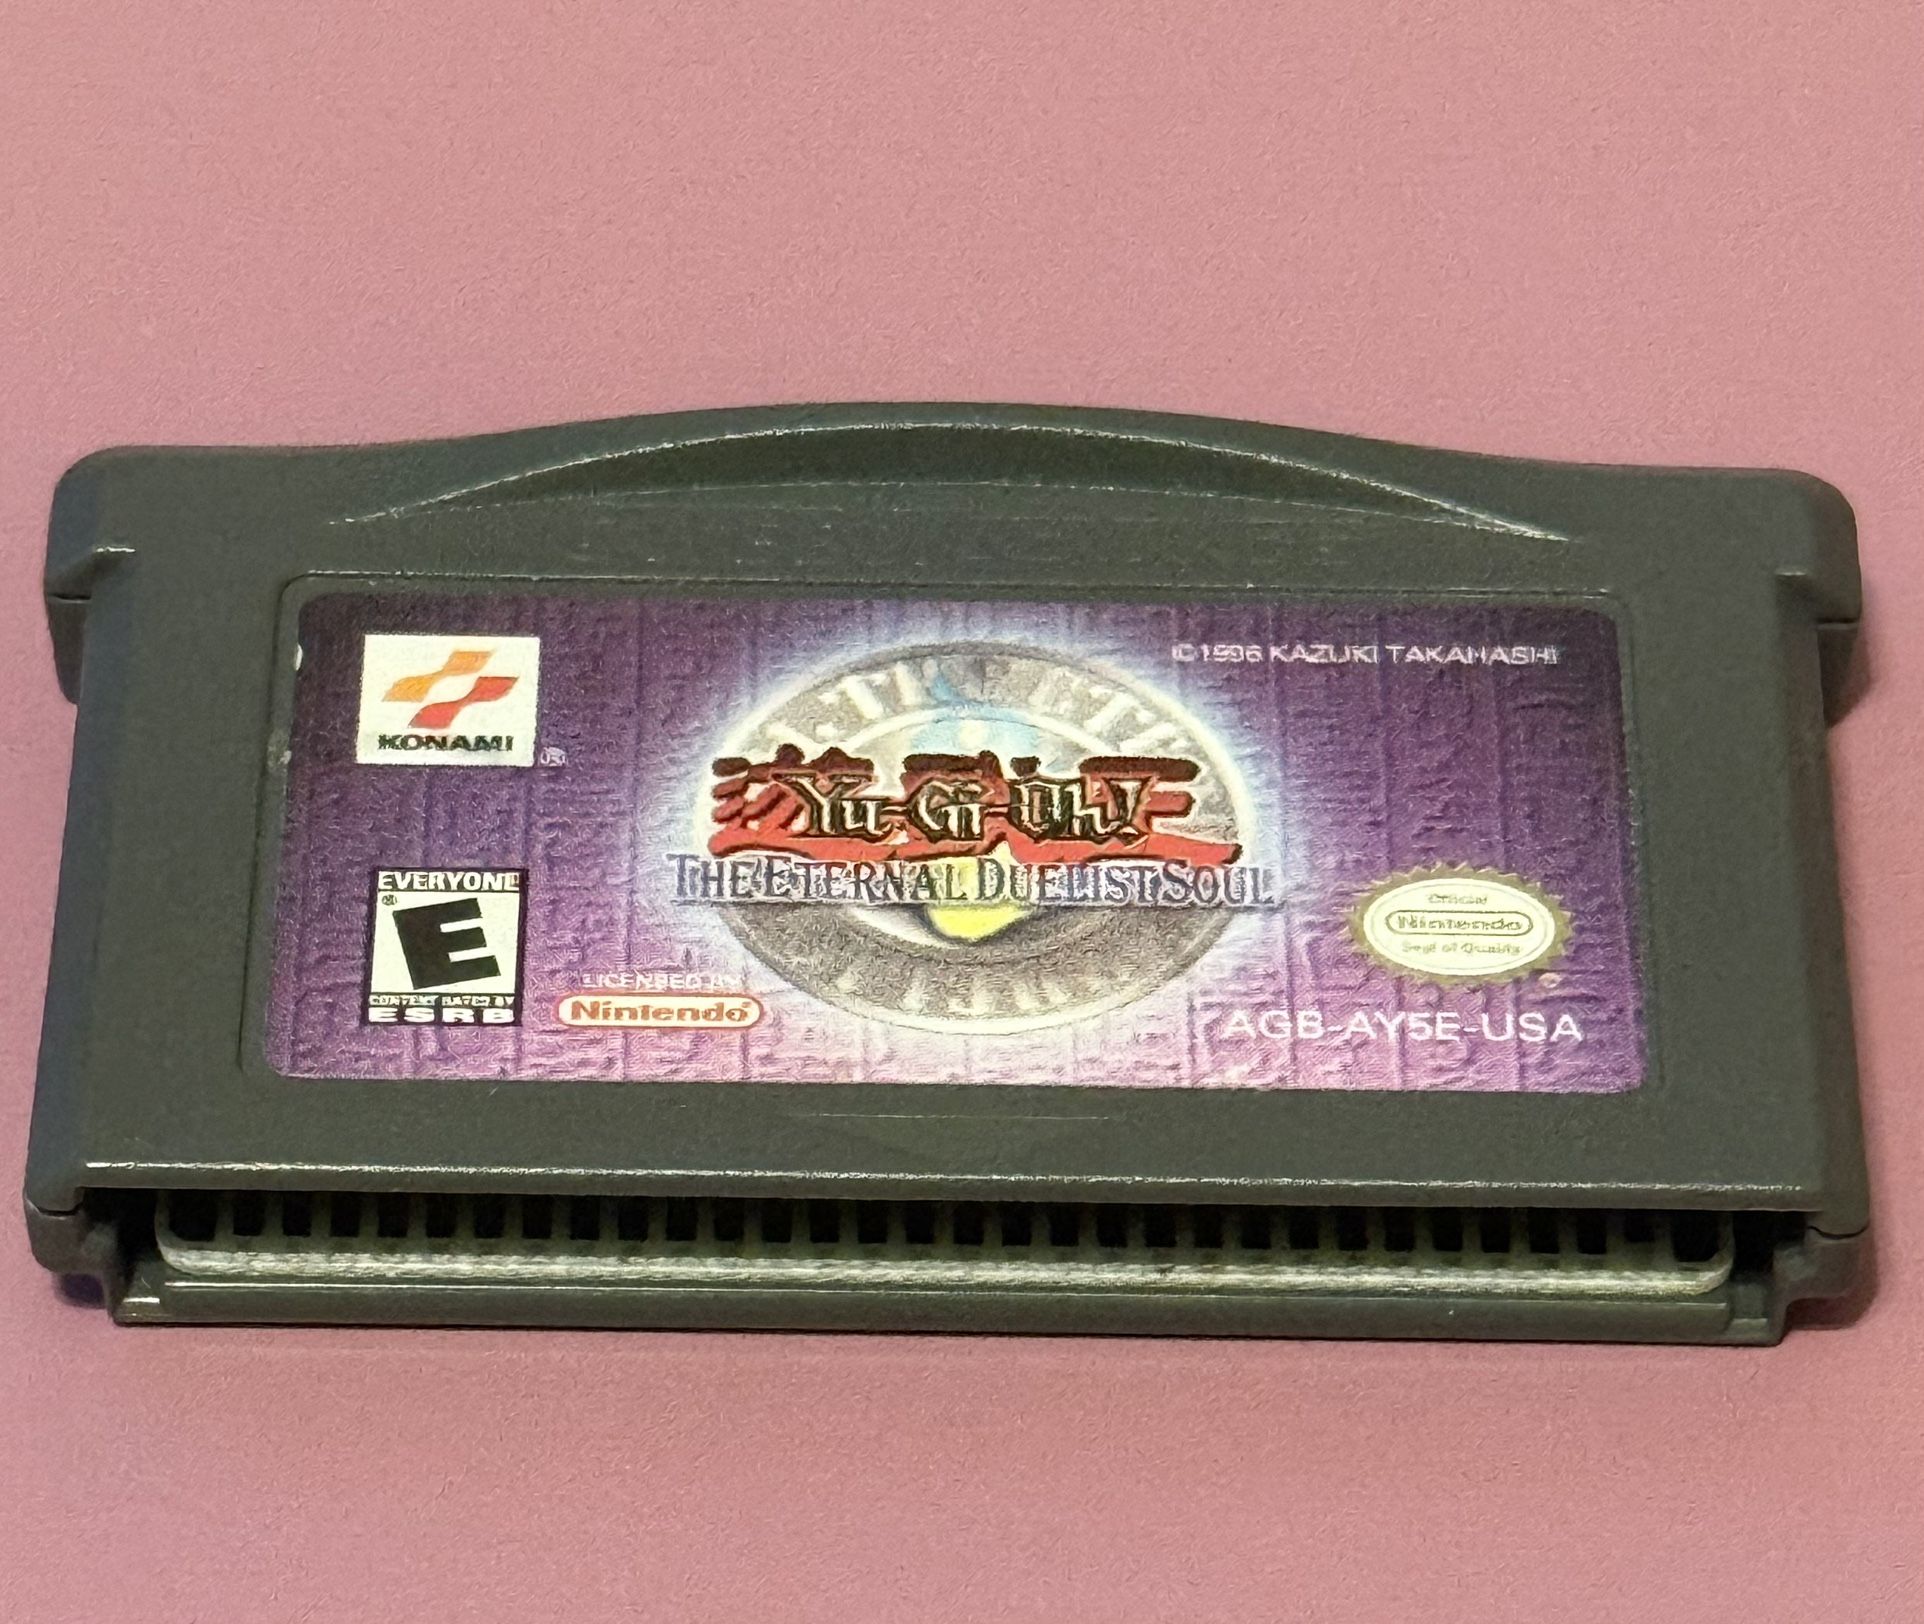 KONAMI
©1996 KAZUKI TAKAHASHI
Yu-Gi-Oh!
THE ETERNAL DUELIST SOUL
EVERYONE
E
CONTENT RATED BY
ESRB
LICENSED BY
Nintendo
Nintendo
Seal of Quality
AGB-AY5E-USA